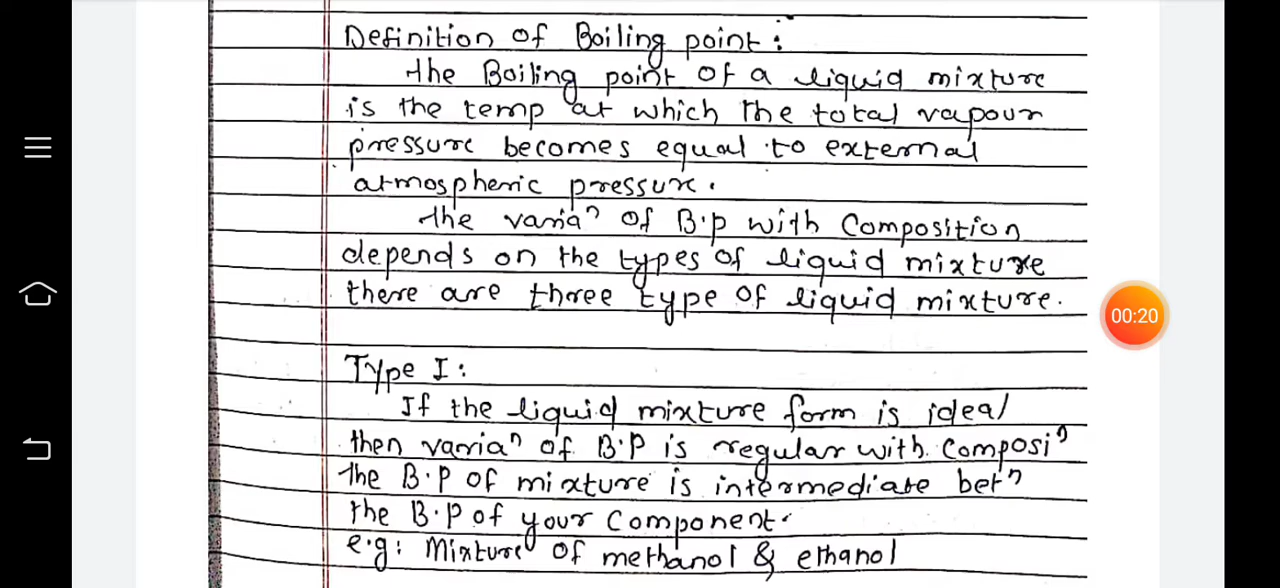 Definition of Boiling point :
the Boiling point of a liquid mixture
is the temp at which the total vapour
pressure becomes equal to external
atmospheric pressure.
the varia^n of B.p with Composition
depends on the types of liquid mixture
there are three type of liquid mixture.
Type I :
If the liquid mixture form is ideal
then varia^n of B.P is regular with Composi^n
the B.P of mixture is intermediate bet^n
the B.P of your Component.
e.g: Mixture of methanol & ethanol
00:20